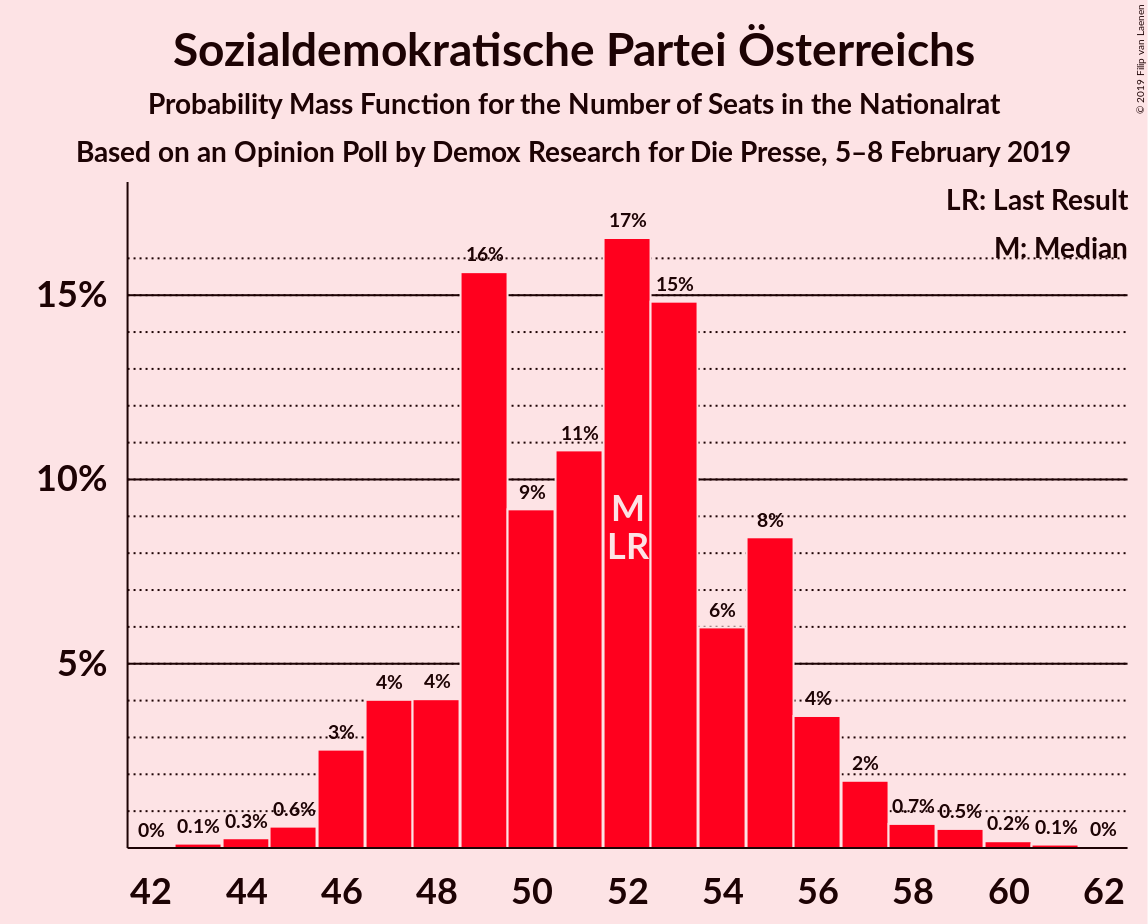 Sozialdemokratische Partei Österreichs
Probability Mass Function for the Number of Seats in the Nationalrat
Based on an Opinion Poll by Demox Research for Die Presse, 5–8 February 2019
© 2019 Filip van Laenen
LR: Last Result
M: Median
15%
10%
5%
0%
0.1%
0.3%
0.6%
3%
4%
4%
16%
9%
11%
17%
15%
6%
8%
4%
2%
0.7%
0.5%
0.2%
0.1%
0%
M
LR
42 44 46 48 50 52 54 56 58 60 62